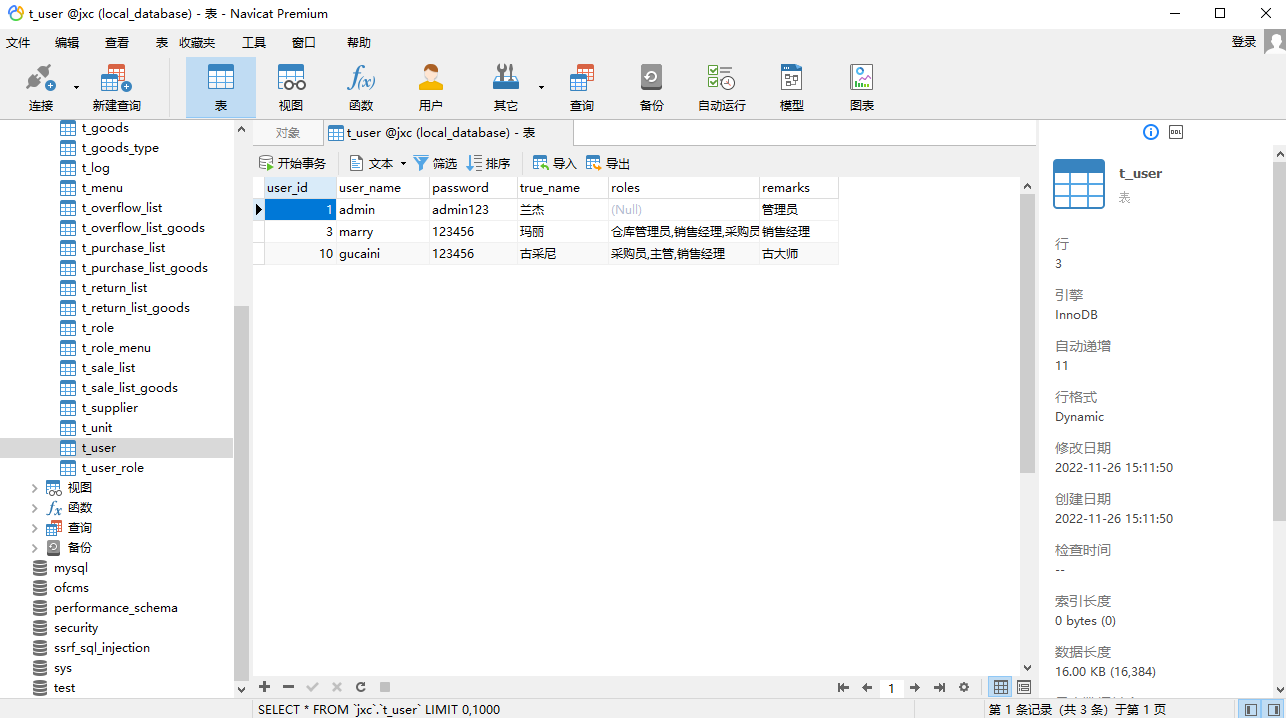 t_user @jxc (local_database) - 表 - Navicat Premium
文件 编辑 查看 表 收藏夹 工具 窗口 帮助 登录
连接 新建查询 表 视图 函数 用户 其它 查询 备份 自动运行 模型 图表
t_goods
t_goods_type
t_log
t_menu
t_overflow_list
t_overflow_list_goods
t_purchase_list
t_purchase_list_goods
t_return_list
t_return_list_goods
t_role
t_role_menu
t_sale_list
t_sale_list_goods
t_supplier
t_unit
t_user
t_user_role
视图
函数
查询
备份
mysql
ofcms
performance_schema
security
ssrf_sql_injection
sys
test
对象 t_user @jxc (local_database) - 表
开始事务 文本 筛选 排序 导入 导出
user_id user_name password true_name roles remarks
1 admin admin123 兰杰 (Null) 管理员
3 marry 123456 玛丽 仓库管理员,销售经理,采购员 销售经理
10 gucaini 123456 古采尼 采购员,主管,销售经理 古大师
1
SELECT * FROM `jxc`.`t_user` LIMIT 0,1000
第 1 条记录 (共 3 条) 于第 1 页
DDL
t_user
表
行
3
引擎
InnoDB
自动递增
11
行格式
Dynamic
修改日期
2022-11-26 15:11:50
创建日期
2022-11-26 15:11:50
检查时间
--
索引长度
0 bytes (0)
数据长度
16.00 KB (16,384)